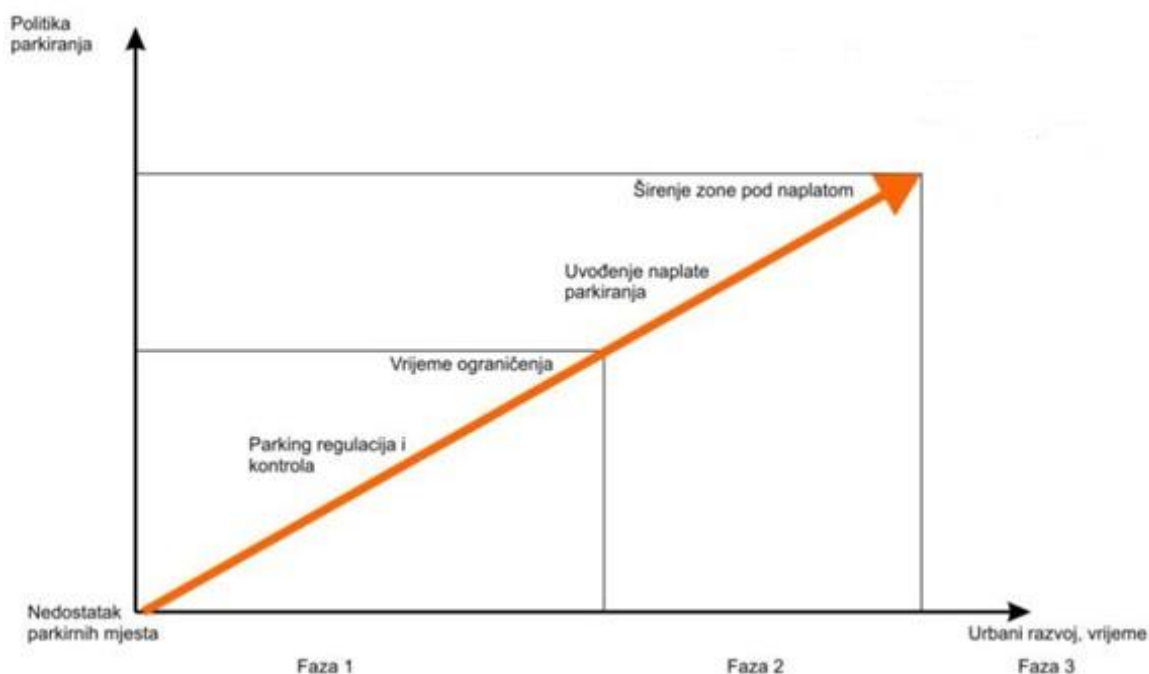 Politika
parkiranja
Širenje zone pod naplatom
Uvođenje naplate
parkiranja
Vrijeme ograničenja
Parking regulacija i
kontrola
Nedostatak
parkirnih mjesta
Urbani razvoj, vrijeme
Faza 1
Faza 2
Faza 3